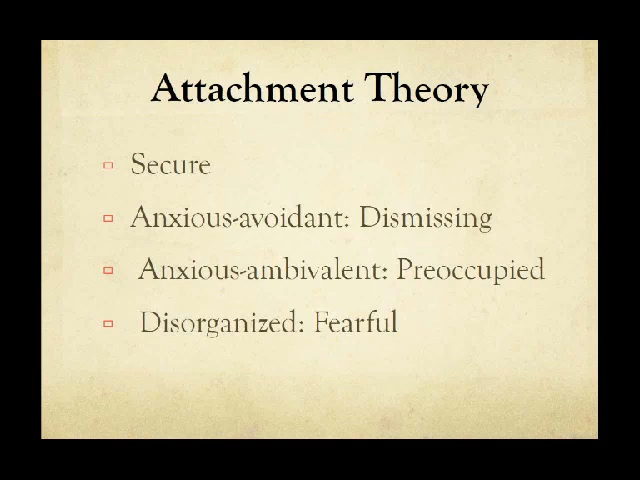 Attachment Theory
Secure
Anxious-avoidant: Dismissing
Anxious-ambivalent: Preoccupied
Disorganized: Fearful